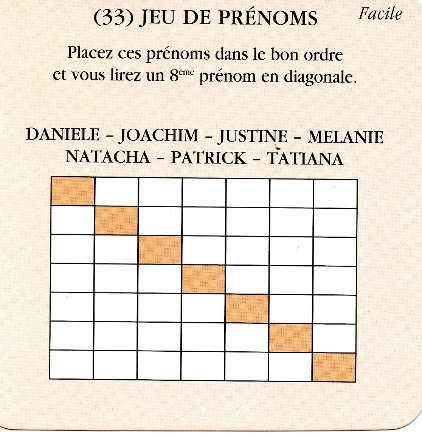 (33) JEU DE PRÉNOMS Facile
Placez ces prénoms dans le bon ordre
et vous lirez un 8ème prénom en diagonale.
DANIELE – JOACHIM – JUSTINE – MELANIE
NATACHA – PATRICK – TATIANA